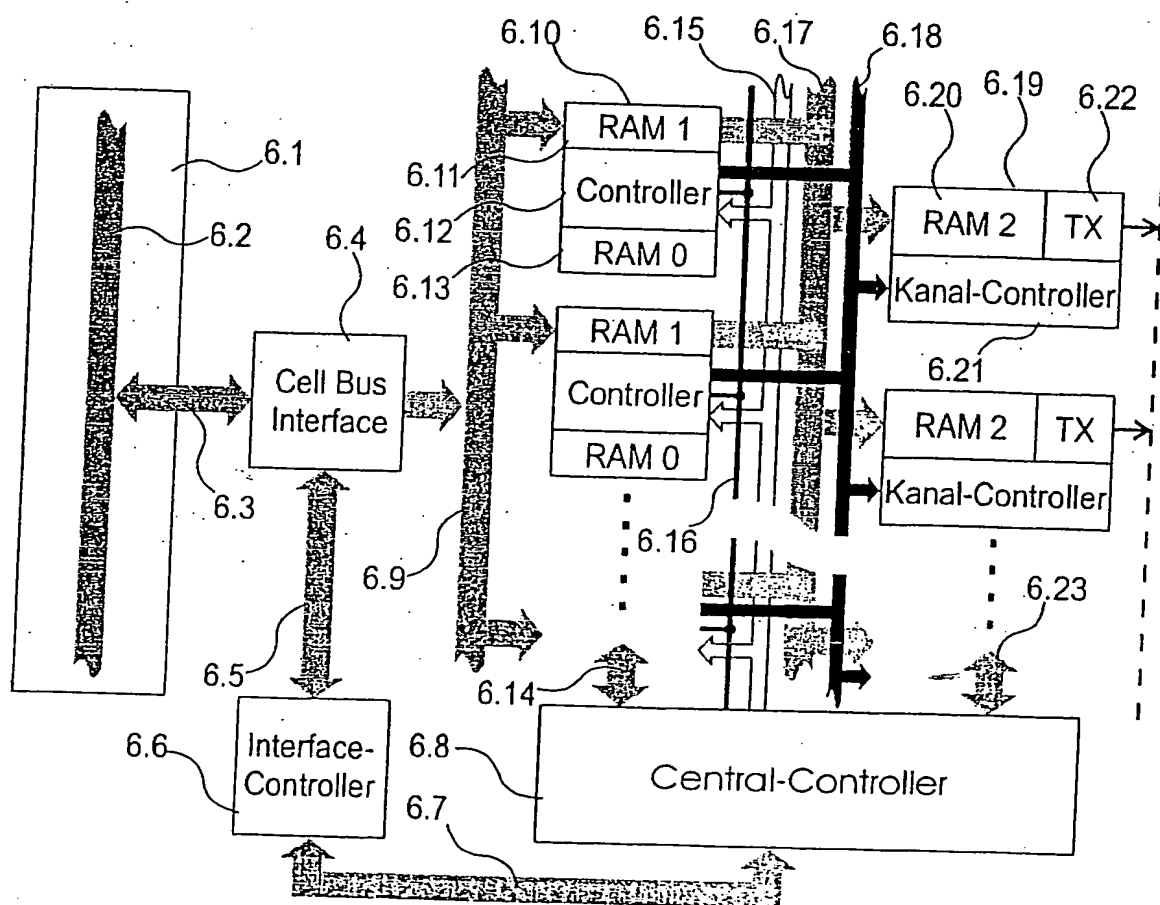 6.10
6.15
6.17
6.18
6.20
6.19
6.22
6.1
6.2
6.11
6.12
6.13
RAM 1
Controller
RAM 0
RAM 2
TX
Kanal-Controller
6.21
6.4
Cell Bus
Interface
6.3
RAM 1
Controller
RAM 0
RAM 2
TX
Kanal-Controller
6.16
6.9
6.5
6.14
6.23
6.6
Interface-
Controller
6.8
Central-Controller
6.7